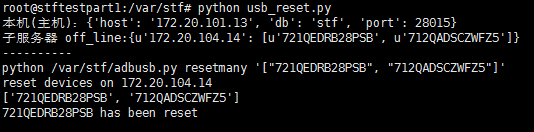 root@stftestpart1:/var/stf# python usb_reset.py
本机(主机): {'host': '172.20.101.13', 'db': 'stf', 'port': 28015}
子服务器 off_line:{u'172.20.104.14': [u'721QEDRB28PSB', u'712QADSCZWFZ5']}
----------
python /var/stf/adbusb.py resetmany '["721QEDRB28PSB", "712QADSCZWFZ5"]'
reset devices on 172.20.104.14
['721QEDRB28PSB', '712QADSCZWFZ5']
721QEDRB28PSB has been reset